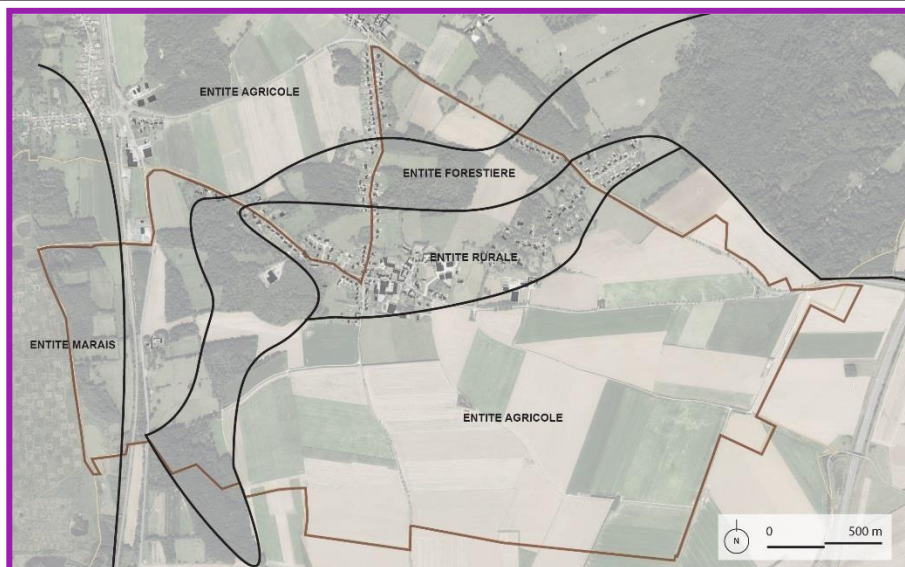 ENTITE AGRICOLE
ENTITE FORESTIERE
ENTITE RURALE
ENTITE MARAIS
ENTITE AGRICOLE
N
0 500 m